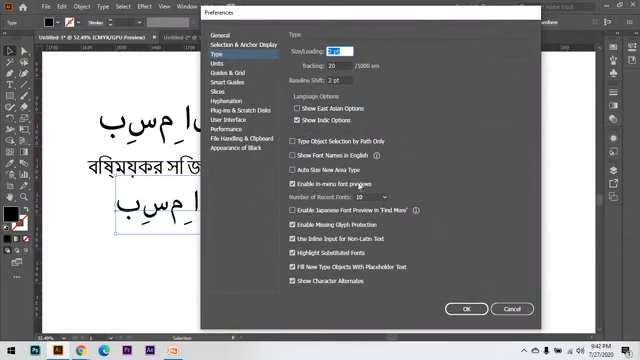 Preferences
Type
Stroke:
Untitled-1* @ 52.49% (CMYK/GPU Preview)
Untitled-2*
General
Selection & Anchor Display
Type
Units
Guides & Grid
Smart Guides
Slices
Hyphenation
Plug-ins & Scratch Disks
User Interface
Performance
File Handling & Clipboard
Appearance of Black
Type
Size/Leading: 2 pt
Tracking: 20 /1000 em
Baseline Shift: 2 pt
Language Options
Show East Asian Options
Show Indic Options
Type Object Selection by Path Only
Show Font Names in English
Auto Size New Area Type
Enable in-menu font previews
Number of Recent Fonts: 10
Enable Japanese Font Preview in 'Find More'
Enable Missing Glyph Protection
Use Inline Input for Non-Latin Text
Highlight Substituted Fonts
Fill New Type Objects with Placeholder Text
Show Character Alternates
OK
Cancel
52.49%
9:42 PM
7/27/2020